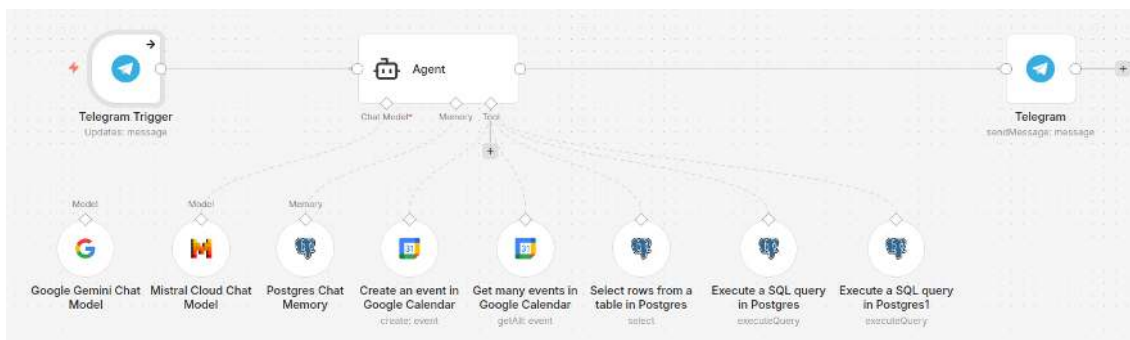 Agent
Chat Model*
Memory
Tool
Telegram Trigger
Updates: message
Telegram
sendMessage: message
Model
Model
Memory
31
31
Google Gemini Chat
Model
Mistral Cloud Chat
Model
Postgres Chat
Memory
Create an event in
Google Calendar
create: event
Get many events in
Google Calendar
getAll: event
Select rows from a
table in Postgres
select
Execute a SQL query
in Postgres
executeQuery
Execute a SQL query
in Postgres1
executeQuery